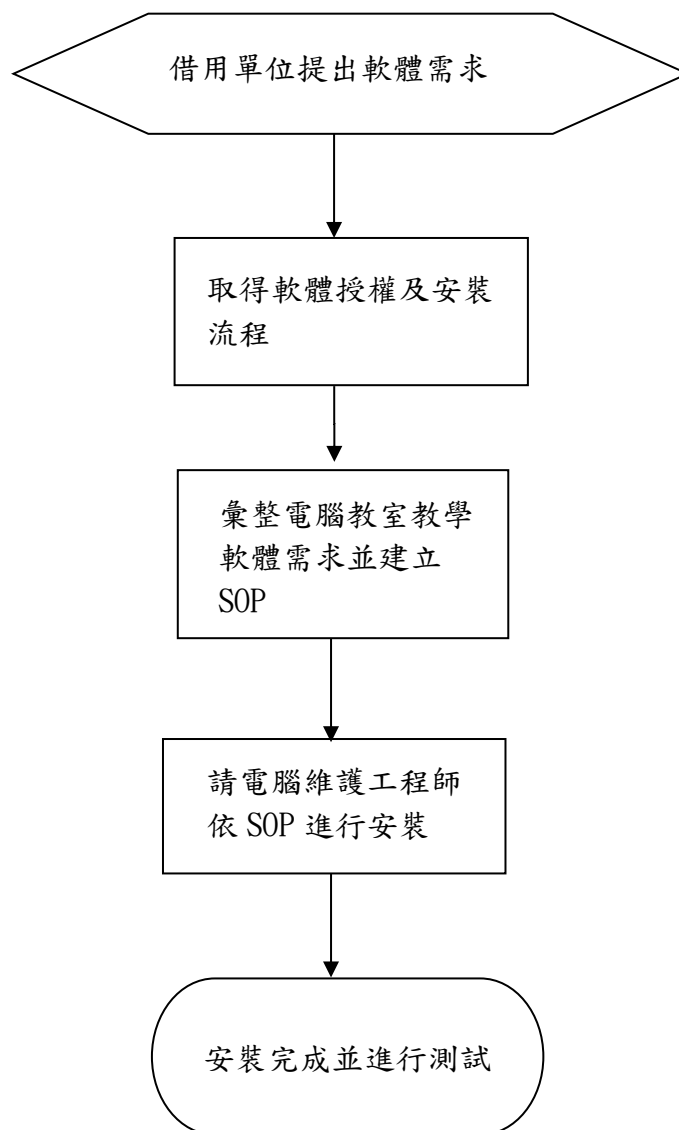 借用單位提出軟體需求
取得軟體授權及安裝
流程
彙整電腦教室教學
軟體需求並建立
SOP
請電腦維護工程師
依 SOP 進行安裝
安裝完成並進行測試